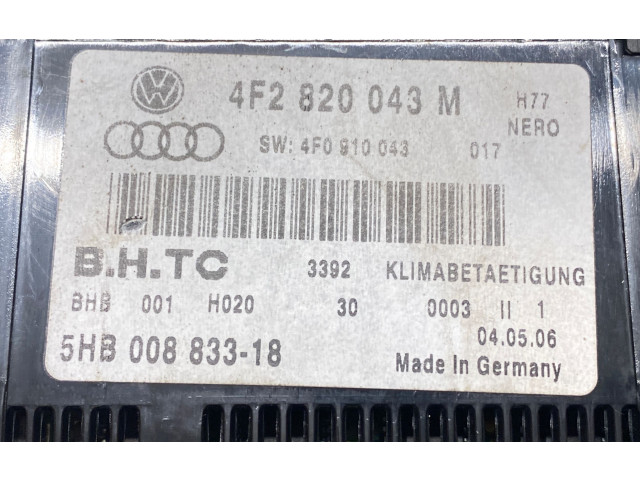 4F2 820 043 M H77
NERO
SW: 4F0 910 043 017
B.H.TC 3392 KLIMABETAETIGUNG
BHB 001 H020 30 0003 II 1
04.05.06
5HB 008 833-18 Made In Germany